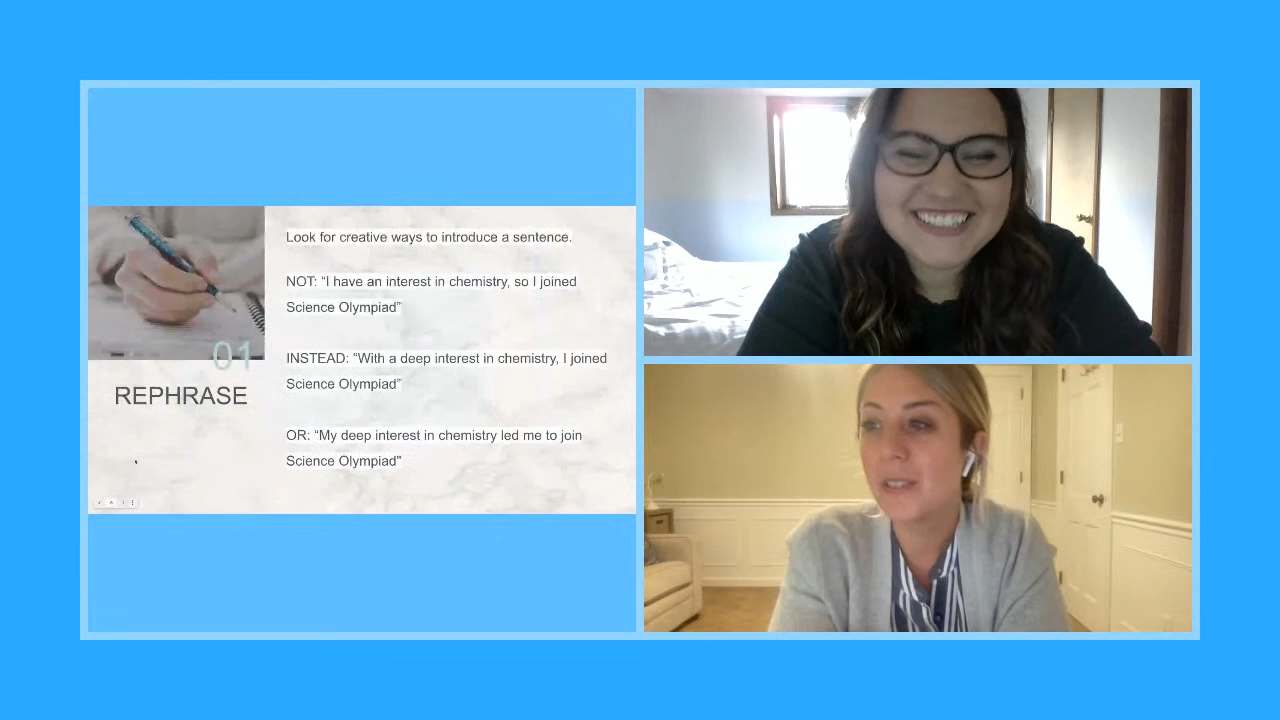 01
REPHRASE
Look for creative ways to introduce a sentence.
NOT: “I have an interest in chemistry, so I joined
Science Olympiad”
INSTEAD: “With a deep interest in chemistry, I joined
Science Olympiad”
OR: “My deep interest in chemistry led me to join
Science Olympiad"